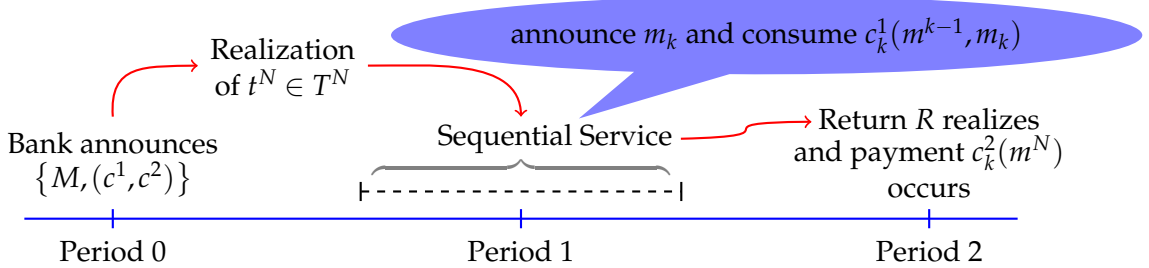 announce $m_k$ and consume $c_k^1(m^{k-1}, m_k)$
Realization
of $t^N \in T^N$
Bank announces
$\{M, (c^1, c^2)\}$
Sequential Service
Return $R$ realizes
and payment $c_k^2(m^N)$
occurs
Period 0
Period 1
Period 2